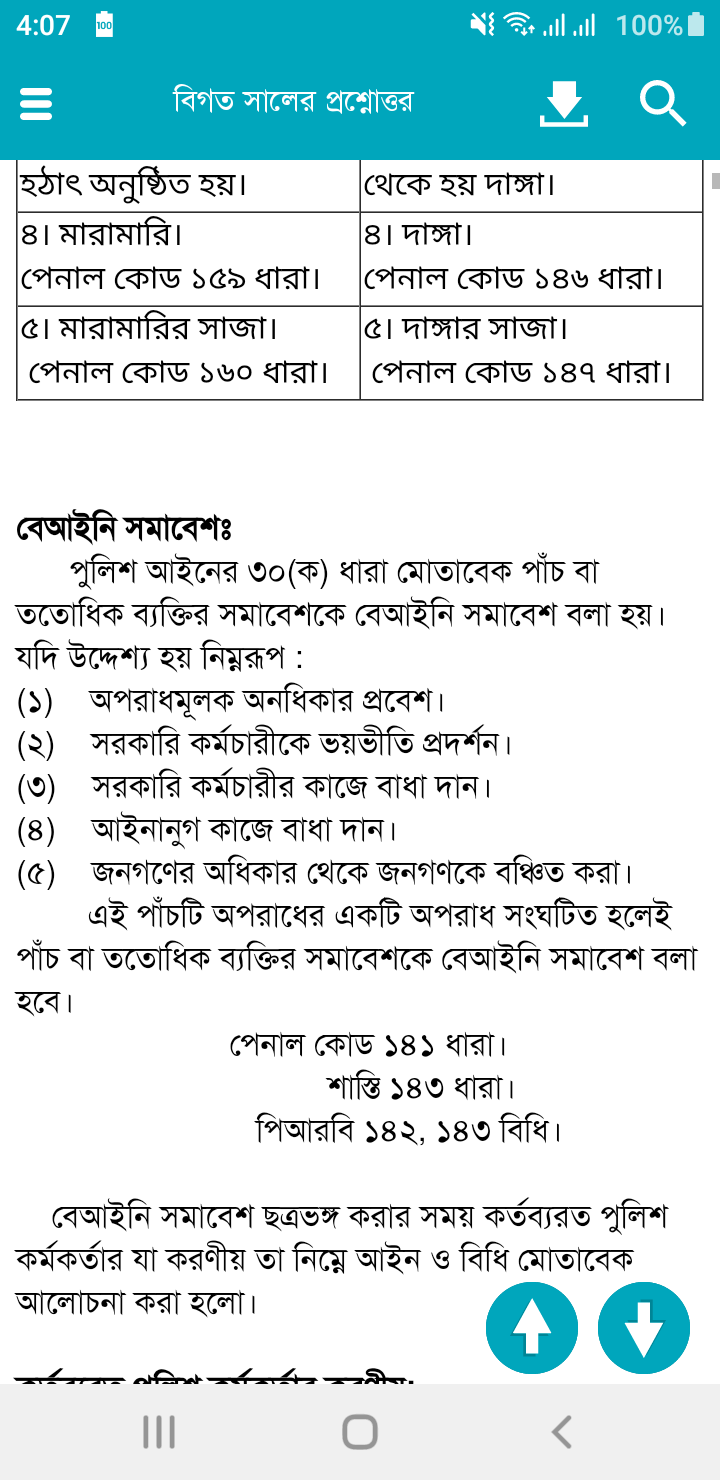 4:07 100 100%
বিগত সালের প্রশ্নোত্তর
হঠাৎ অনুষ্ঠিত হয়। থেকে হয় দাঙ্গা।
৪। মারামারি। ৪। দাঙ্গা।
পেনাল কোড ১৫৯ ধারা। পেনাল কোড ১৪৬ ধারা।
৫। মারামারির সাজা। ৫। দাঙ্গার সাজা।
পেনাল কোড ১৬০ ধারা। পেনাল কোড ১৪৭ ধারা।
বেআইনি সমাবেশঃ
পুলিশ আইনের ৩০(ক) ধারা মোতাবেক পাঁচ বা
ততোধিক ব্যক্তির সমাবেশকে বেআইনি সমাবেশ বলা হয়।
যদি উদ্দেশ্য হয় নিম্নরূপ :
(১) অপরাধমূলক অনধিকার প্রবেশ।
(২) সরকারি কর্মচারীকে ভয়ভীতি প্রদর্শন।
(৩) সরকারি কর্মচারীর কাজে বাধা দান।
(৪) আইনানুগ কাজে বাধা দান।
(৫) জনগণের অধিকার থেকে জনগণকে বঞ্চিত করা।
এই পাঁচটি অপরাধের একটি অপরাধ সংঘটিত হলেই
পাঁচ বা ততোধিক ব্যক্তির সমাবেশকে বেআইনি সমাবেশ বলা
হবে।
পেনাল কোড ১৪১ ধারা।
শাস্তি ১৪৩ ধারা।
পিআরবি ১৪২, ১৪৩ বিধি।
বেআইনি সমাবেশ ছত্রভঙ্গ করার সময় কর্তব্যরত পুলিশ
কর্মকর্তার যা করণীয় তা নিম্নে আইন ও বিধি মোতাবেক
আলোচনা করা হলো।